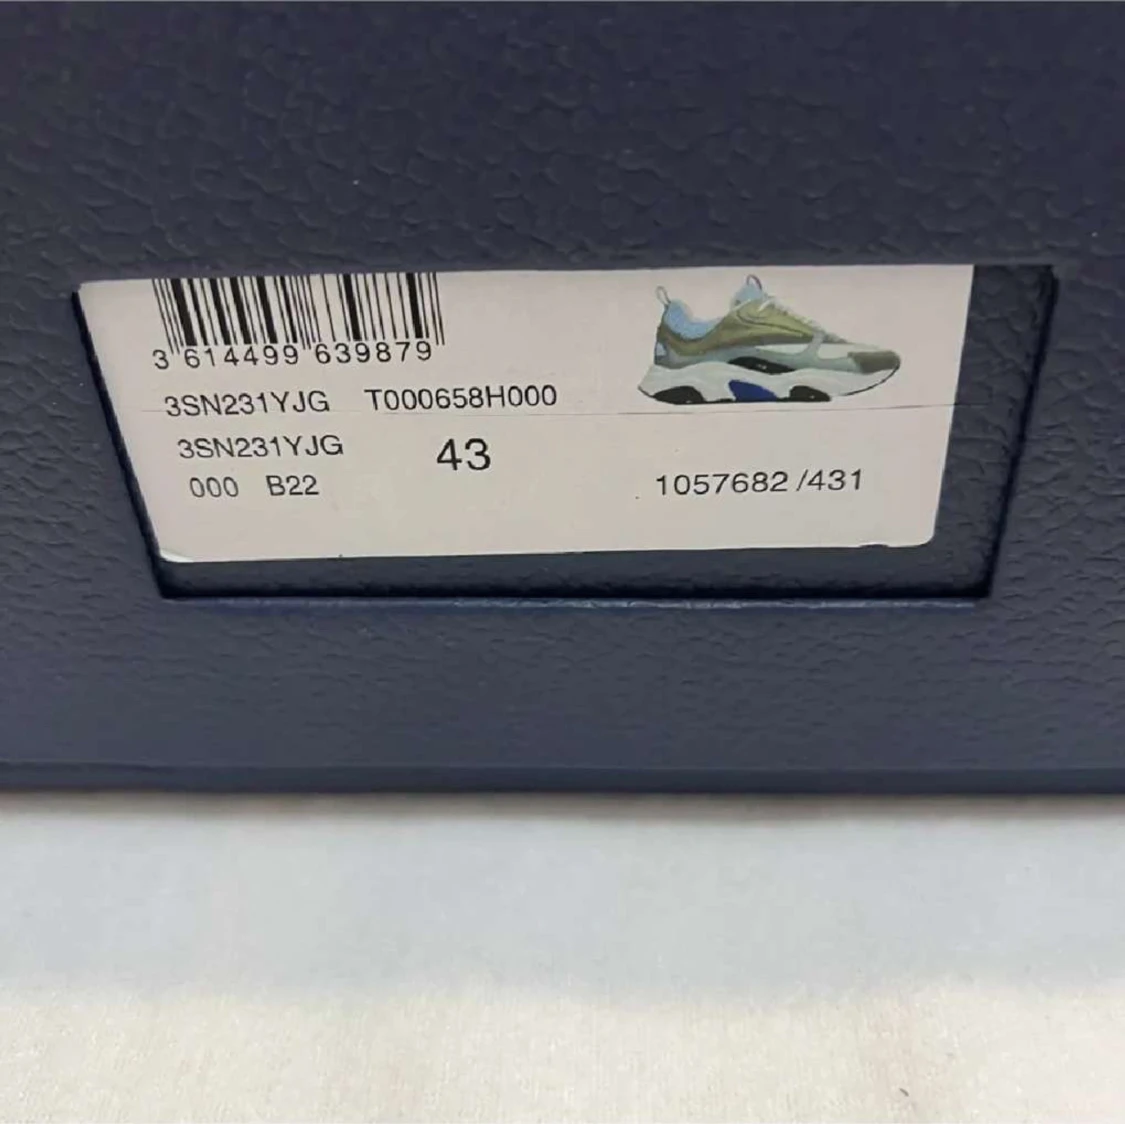 3 614499 639879
3SN231YJG T000658H000
3SN231YJG 43
000 B22 1057682 /431